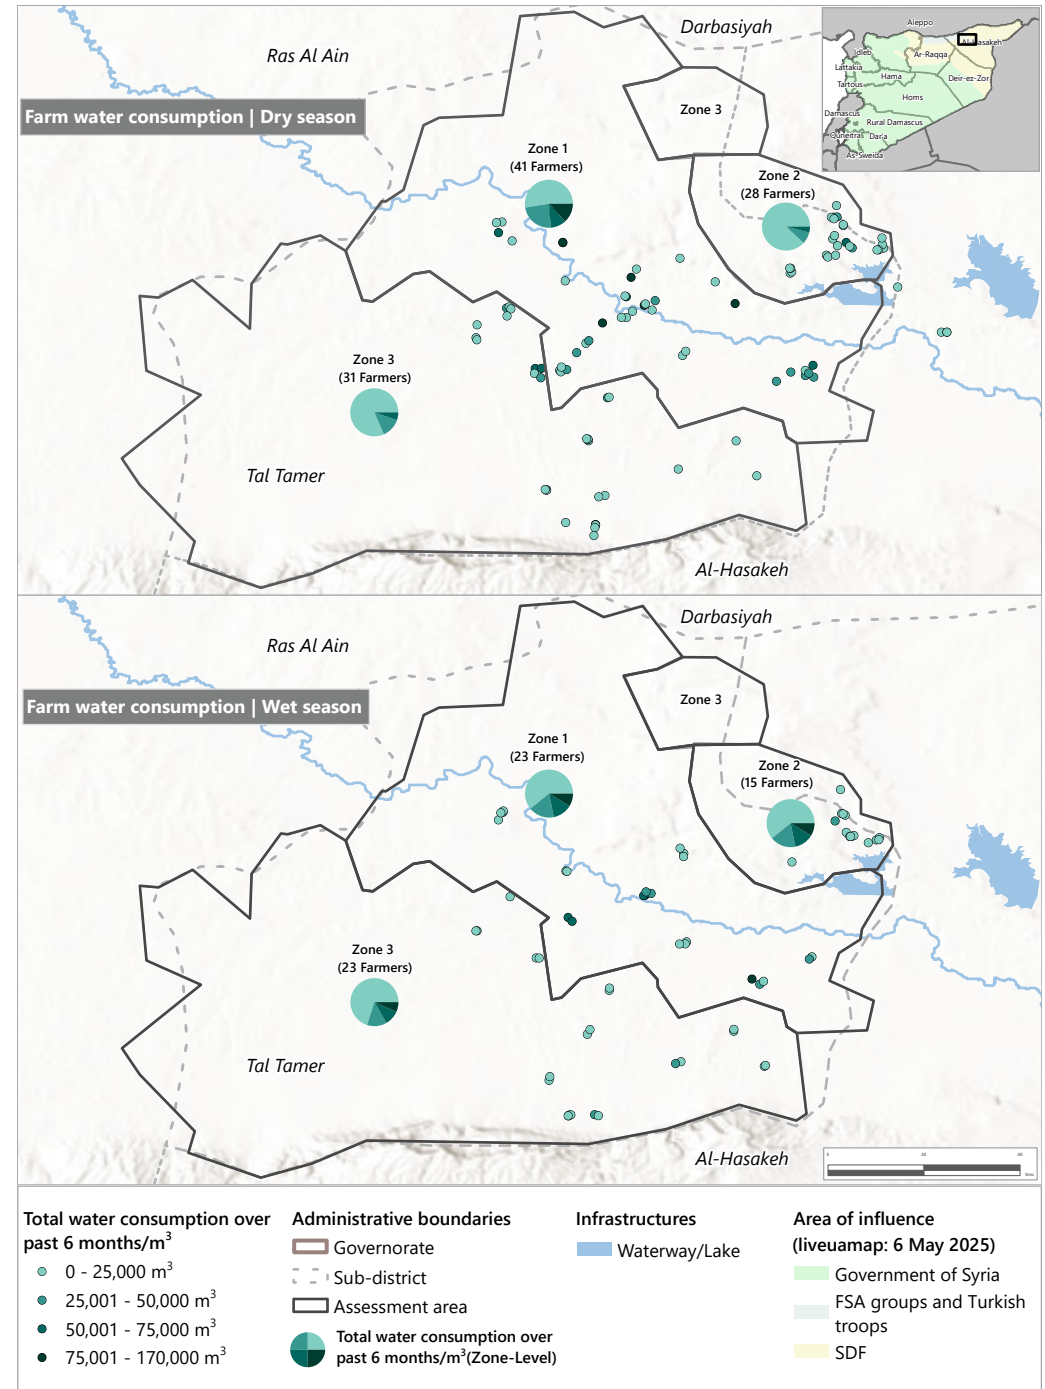 Darbasiyah
Ras Al Ain
Aleppo
Al-Hasakeh
Idleb
Ar-Raqqa
Lattakia
Hama
Deir-ez-Zor
Tartous
Homs
Damascus
Rural Damascus
Quneitra
Dar'a
As-Sweida
Farm water consumption | Dry season
Zone 3
Zone 1
(41 Farmers)
Zone 2
(28 Farmers)
Zone 3
(31 Farmers)
Tal Tamer
Al-Hasakeh
Darbasiyah
Ras Al Ain
Farm water consumption | Wet season
Zone 3
Zone 1
(23 Farmers)
Zone 2
(15 Farmers)
Zone 3
(23 Farmers)
Tal Tamer
Al-Hasakeh
Total water consumption over
past 6 months/m³
0 - 25,000 m³
25,001 - 50,000 m³
50,001 - 75,000 m³
75,001 - 170,000 m³
Administrative boundaries
Governorate
Sub-district
Assessment area
Total water consumption over
past 6 months/m³(Zone-Level)
Infrastructures
Waterway/Lake
Area of influence
(liveuamap: 6 May 2025)
Government of Syria
FSA groups and Turkish
troops
SDF